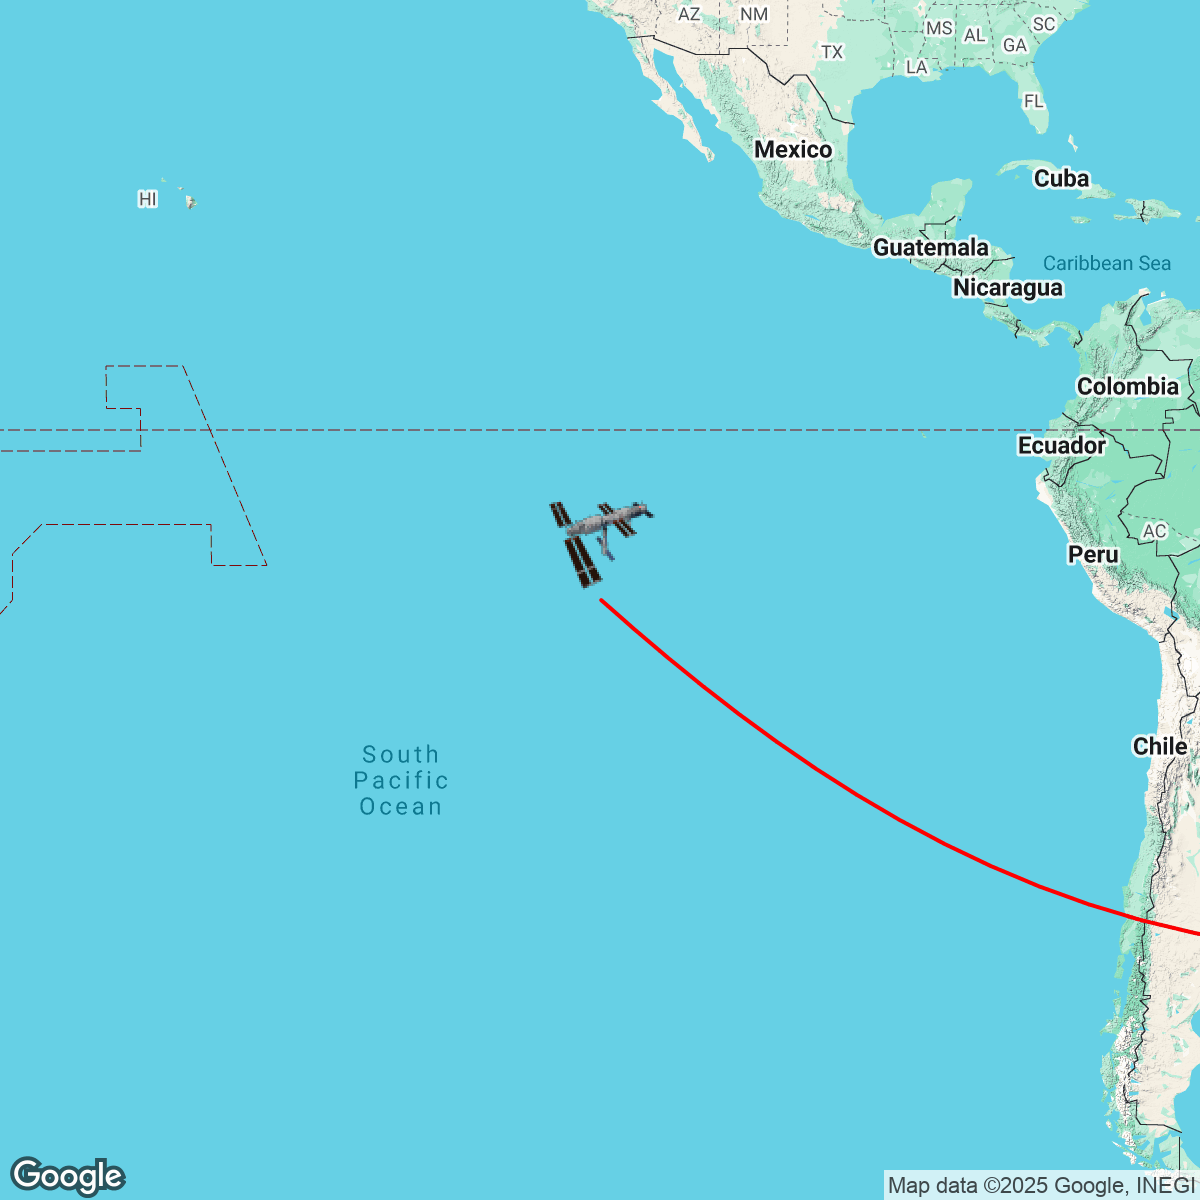 AZ
NM
SC
MS
AL
GA
TX
LA
FL
Mexico
Cuba
HI
Guatemala
Caribbean Sea
Nicaragua
Colombia
Ecuador
AC
Peru
Chile
South
Pacific
Ocean
Google
Map data ©2025 Google, INEGI